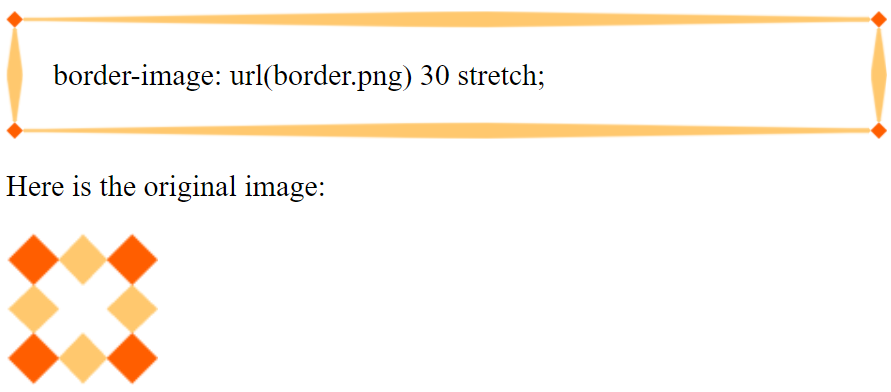 border-image: url(border.png) 30 stretch;
Here is the original image: